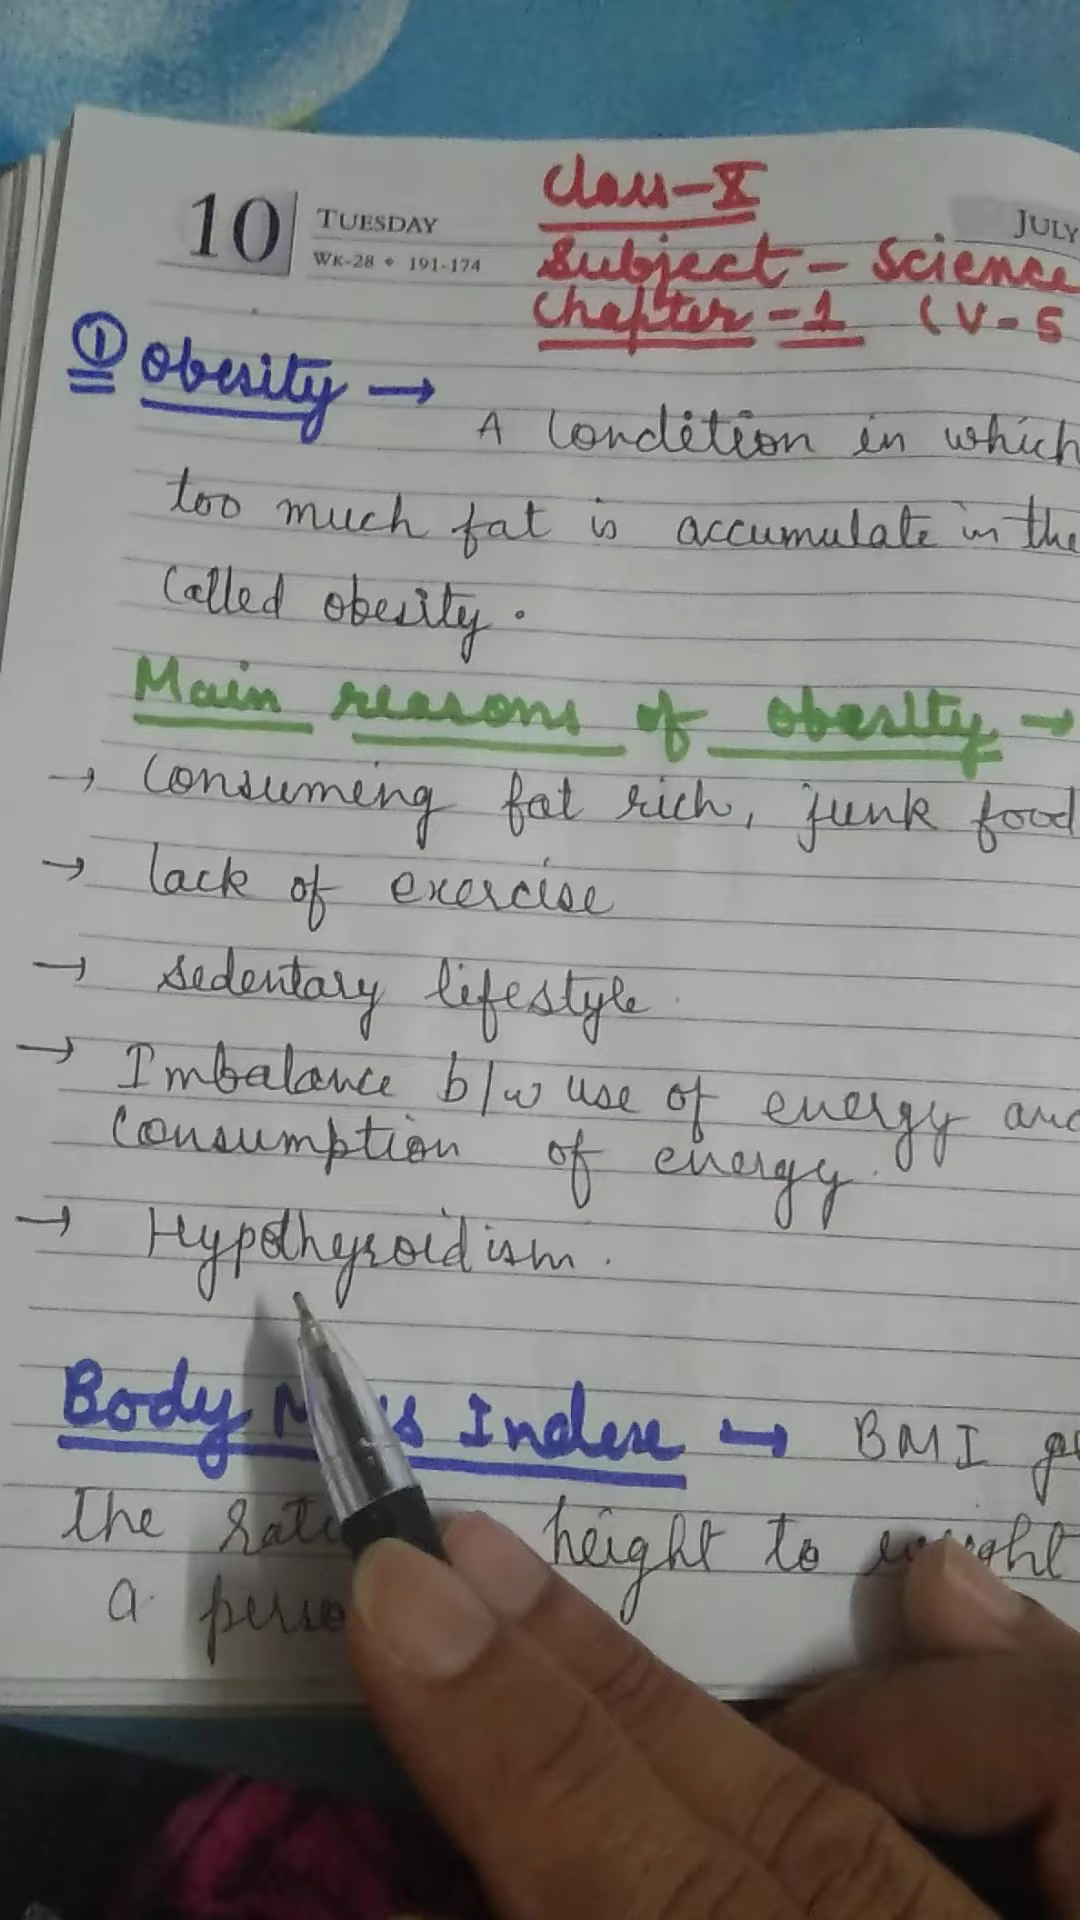 10 TUESDAY
WK-28 • 191-174
JULY
Class-X
Subject - Science
Chapter-1 (V-5
① Obesity → A Condition in which
too much fat is accumulate in the
Called obesity.
Main reasons of obesity →
→ Consuming fat rich, junk food
→ lack of exercise
→ Sedentary lifestyle.
→ Imbalance b/w use of energy and
Consumption of energy.
→ Hypothyroidism.
Body Index → BMI
the height to weight
a